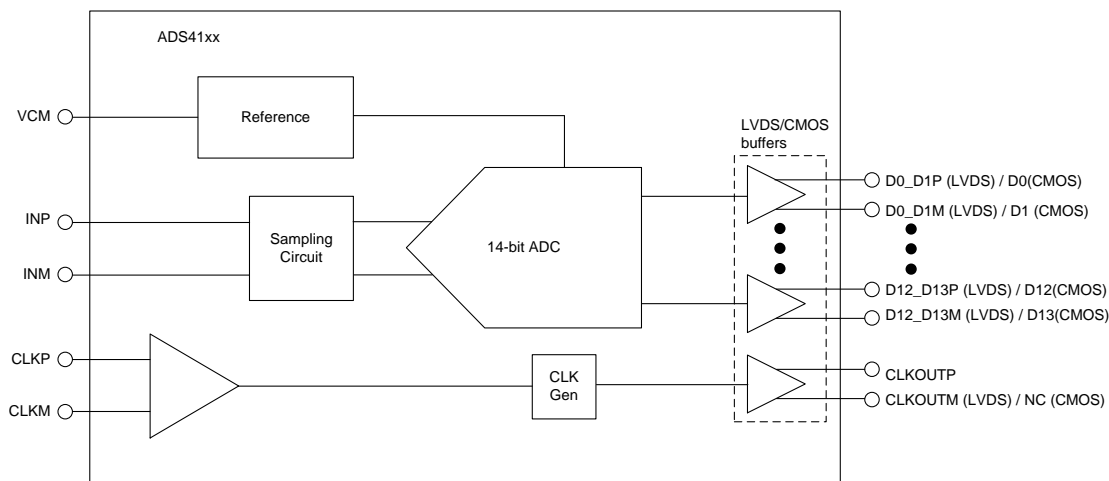 ADS41xx
VCM
Reference
LVDS/CMOS
buffers
D0_D1P (LVDS) / D0(CMOS)
INP
D0_D1M (LVDS) / D1 (CMOS)
Sampling
Circuit
14-bit ADC
INM
D12_D13P (LVDS) / D12(CMOS)
D12_D13M (LVDS) / D13(CMOS)
CLKP
CLK
Gen
CLKOUTP
CLKM
CLKOUTM (LVDS) / NC (CMOS)